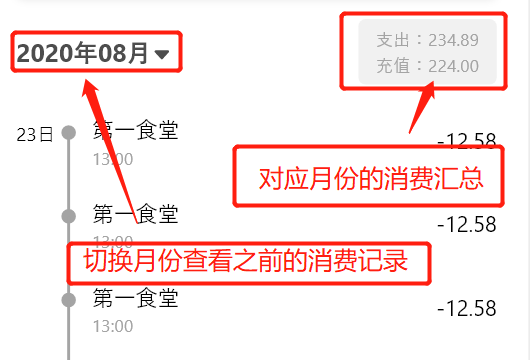 2020年08月
支出：234.89
充值：224.00
23日
第一食堂
-12.58
13:00
对应月份的消费汇总
第一食堂
-12.58
13:00
切换月份查看之前的消费记录
第一食堂
-12.58
13:00